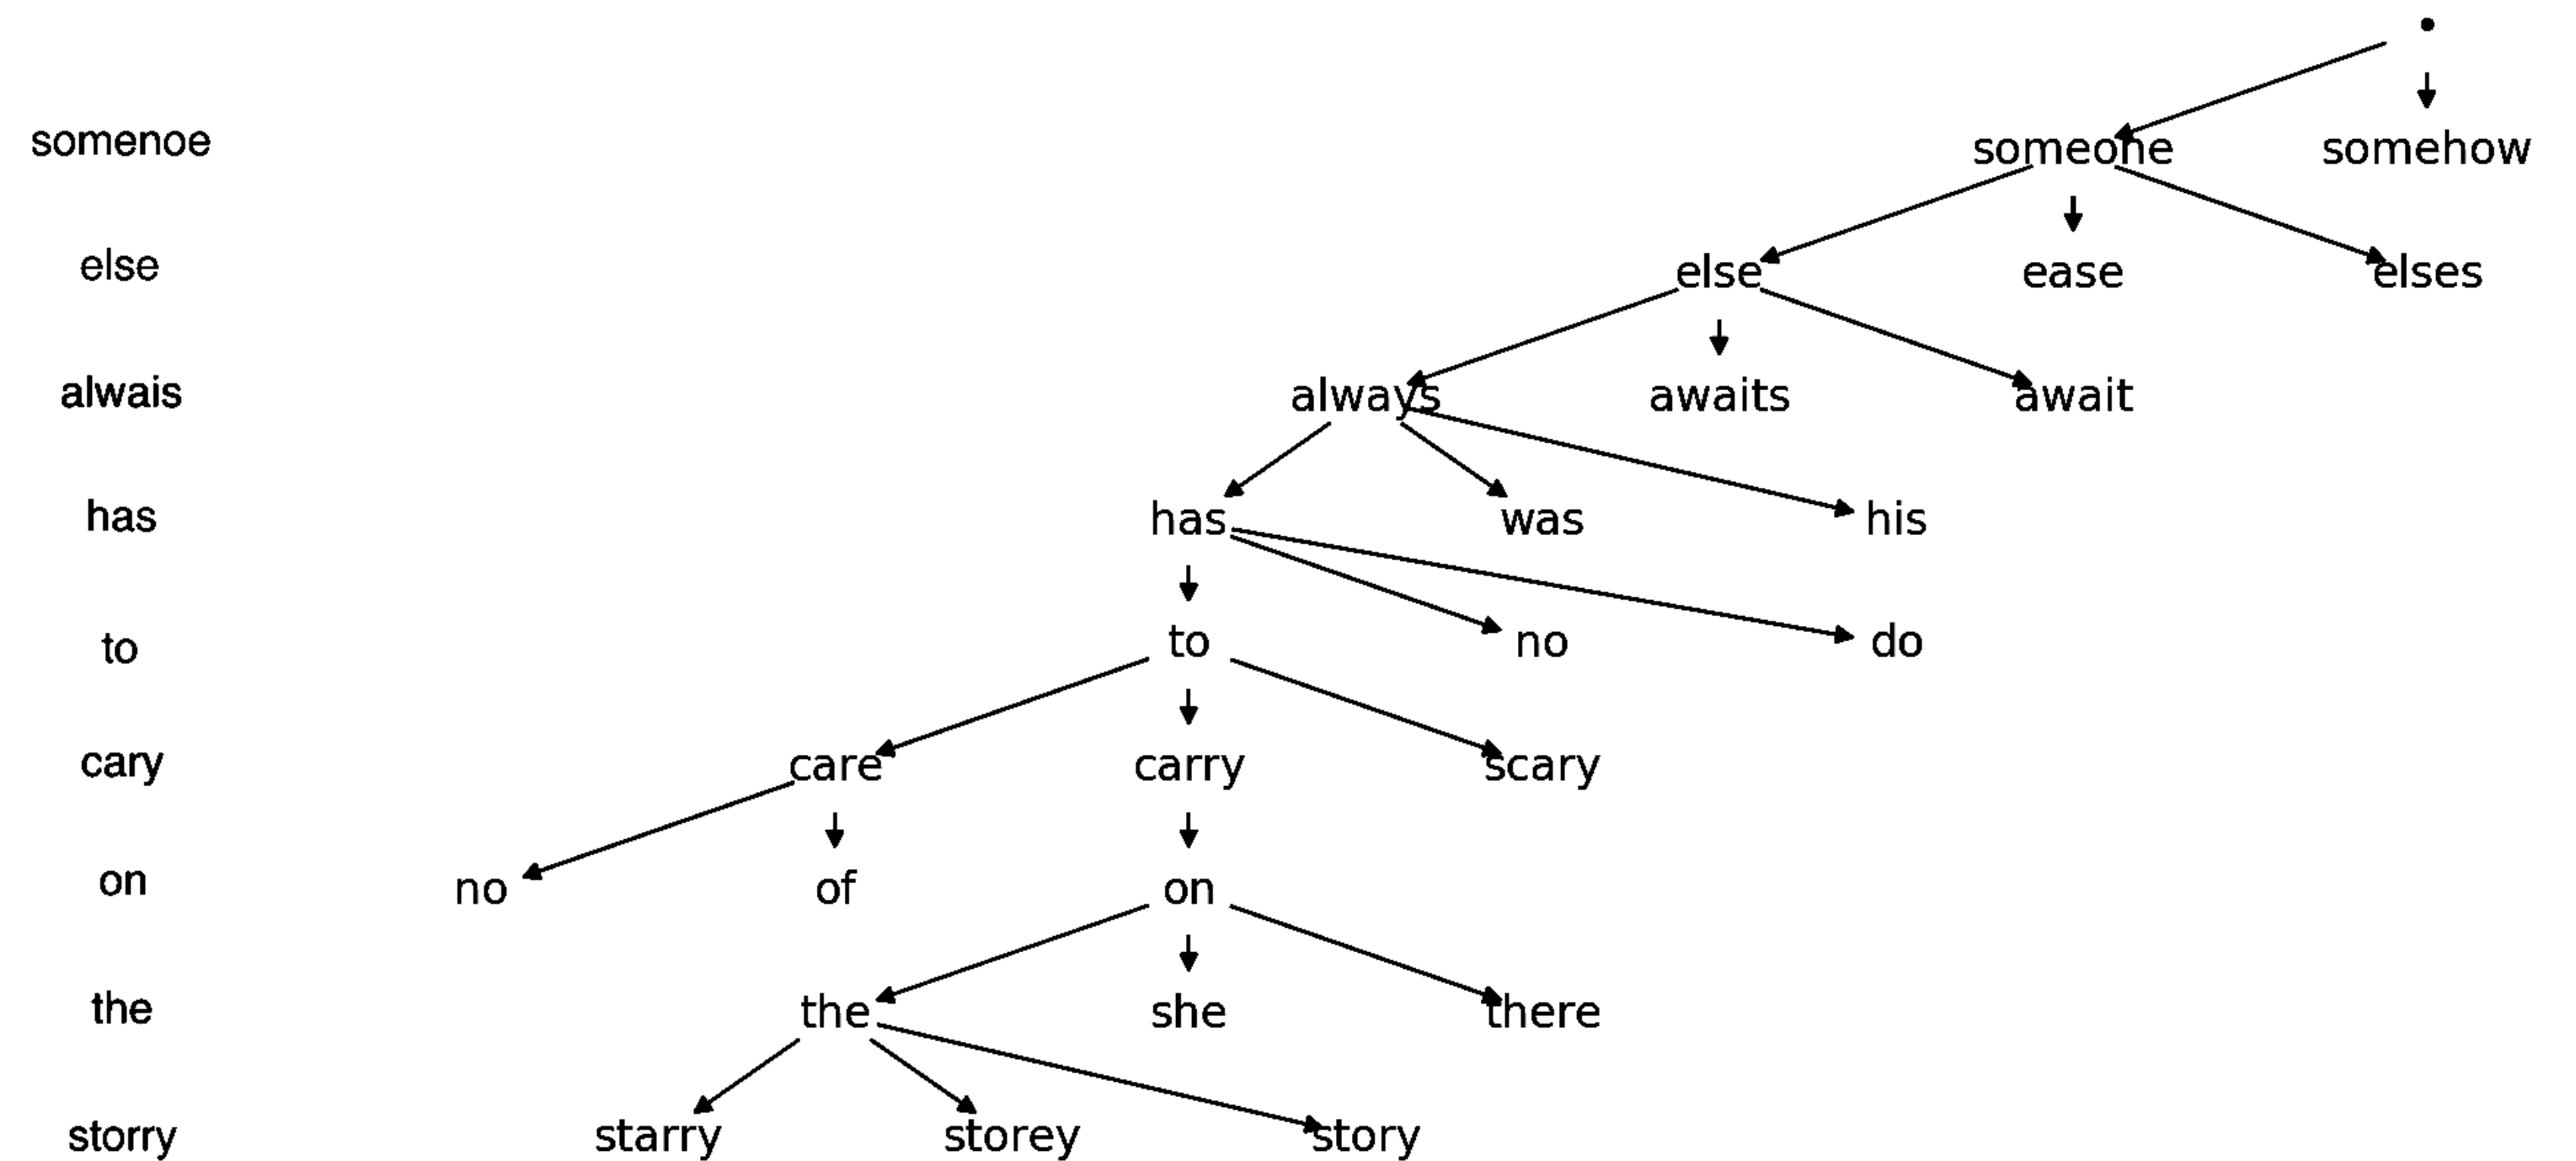 somenoe someone somehow
else else ease elses
alwais always awaits await
has has was his
to to no do
cary care carry scary
on no of on
the the she there
storry starry storey story